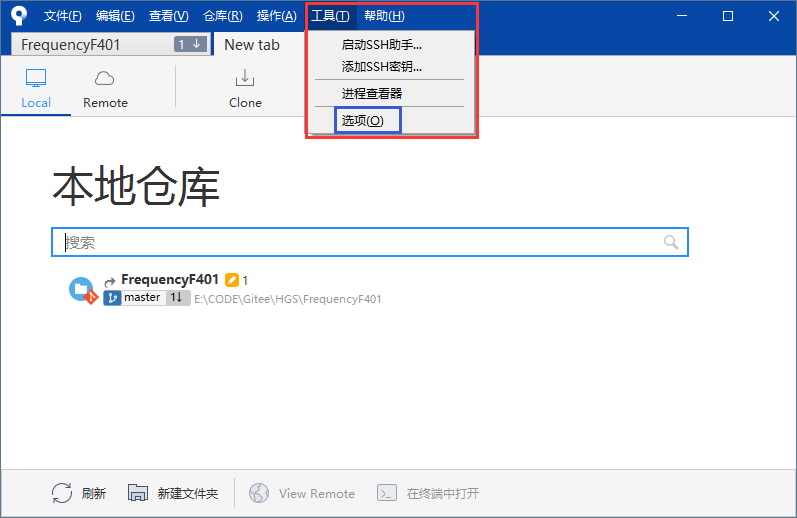 文件(F) 编辑(E) 查看(V) 仓库(R) 操作(A) 工具(T) 帮助(H)
FrequencyF401 1 ↓ New tab
启动SSH助手...
添加SSH密钥...
进程查看器
选项(O)
Local Remote Clone
本地仓库
搜索
FrequencyF401 1
master 1↓ E:\CODE\Gitee\HGS\FrequencyF401
刷新 新建文件夹 View Remote 在终端中打开